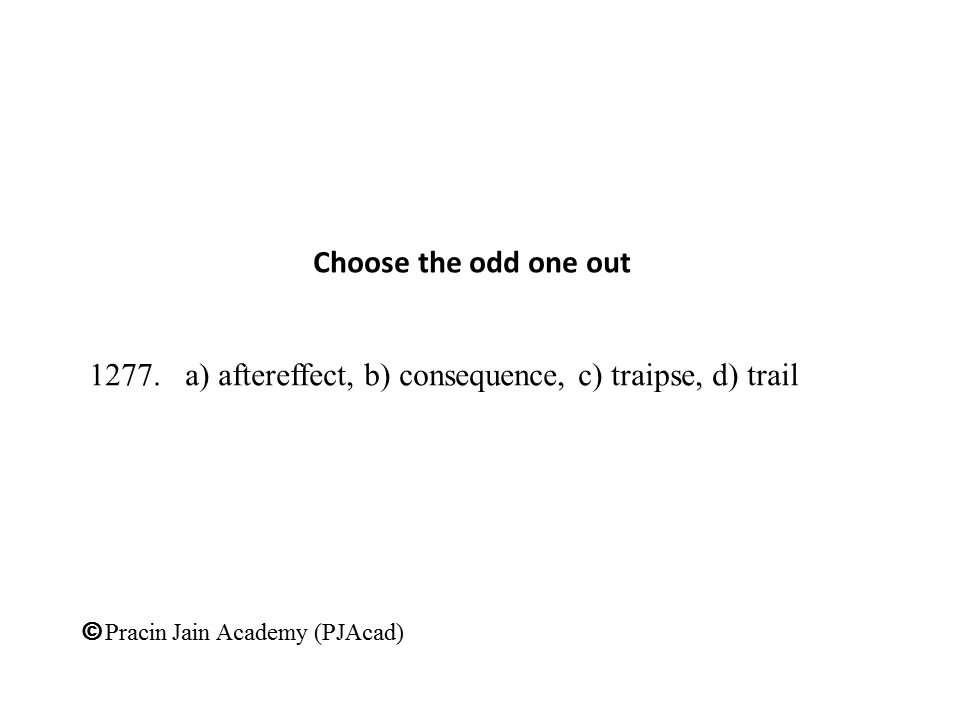 Choose the odd one out
1277. a) aftereffect, b) consequence, c) traipse, d) trail
©Pracin Jain Academy (PJAcad)